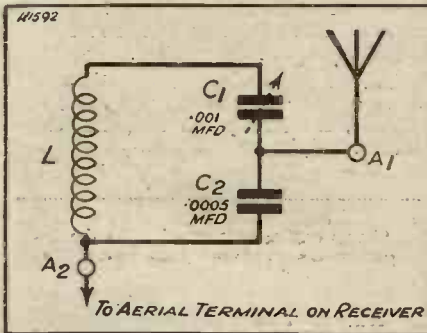 W1592
C1
.001
MFD
L
A1
C2
.0005
MFD
A2
TO AERIAL TERMINAL ON RECEIVER